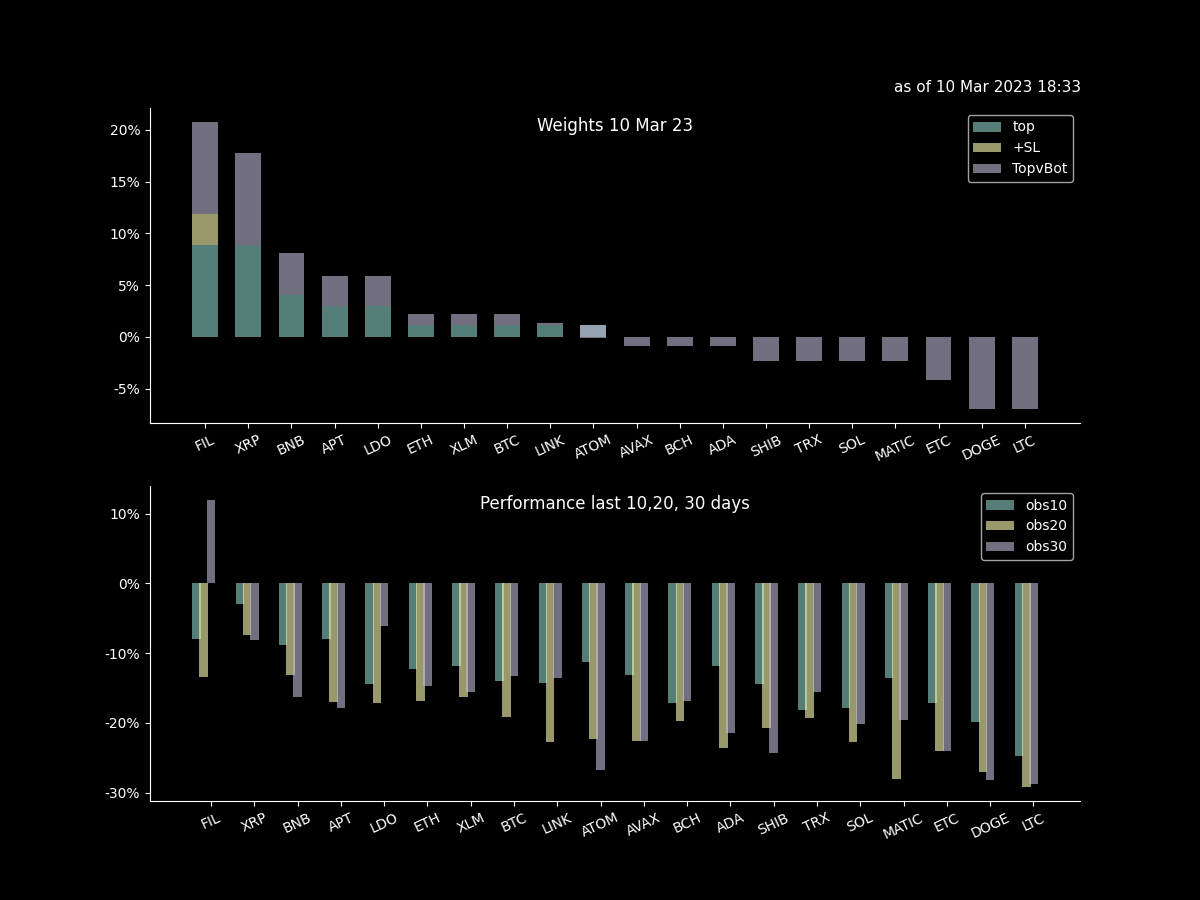 as of 10 Mar 2023 18:33
Weights 10 Mar 23
top
+SL
TopvBot
20%
15%
10%
5%
0%
-5%
FIL XRP BNB APT LDO ETH XLM BTC LINK ATOM AVAX BCH ADA SHIB TRX SOL MATIC ETC DOGE LTC
Performance last 10,20, 30 days
obs10
obs20
obs30
10%
0%
-10%
-20%
-30%
FIL XRP BNB APT LDO ETH XLM BTC LINK ATOM AVAX BCH ADA SHIB TRX SOL MATIC ETC DOGE LTC